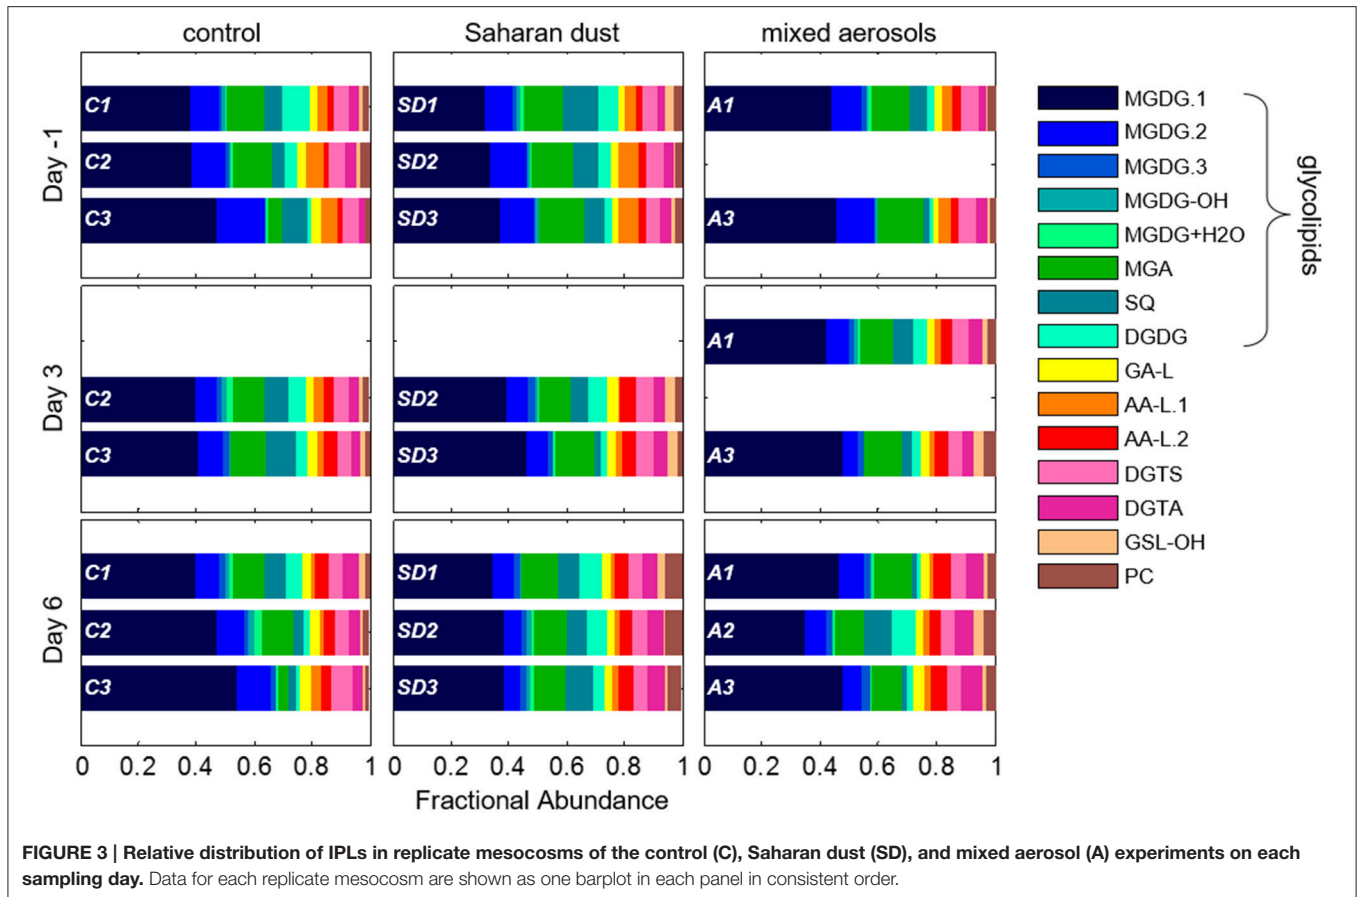 control
Saharan dust
mixed aerosols
Day -1
C1
C2
C3
SD1
SD2
SD3
A1
A3
Day 3
C2
C3
SD2
SD3
A1
A3
Day 6
C1
C2
C3
SD1
SD2
SD3
A1
A2
A3
0 0.2 0.4 0.6 0.8 1
0 0.2 0.4 0.6 0.8 1
0 0.2 0.4 0.6 0.8 1
Fractional Abundance
MGDG.1
MGDG.2
MGDG.3
MGDG-OH
MGDG+H2O
MGA
SQ
DGDG
GA-L
AA-L.1
AA-L.2
DGTS
DGTA
GSL-OH
PC
glycolipids
FIGURE 3 | Relative distribution of IPLs in replicate mesocosms of the control (C), Saharan dust (SD), and mixed aerosol (A) experiments on each
sampling day. Data for each replicate mesocosm are shown as one barplot in each panel in consistent order.